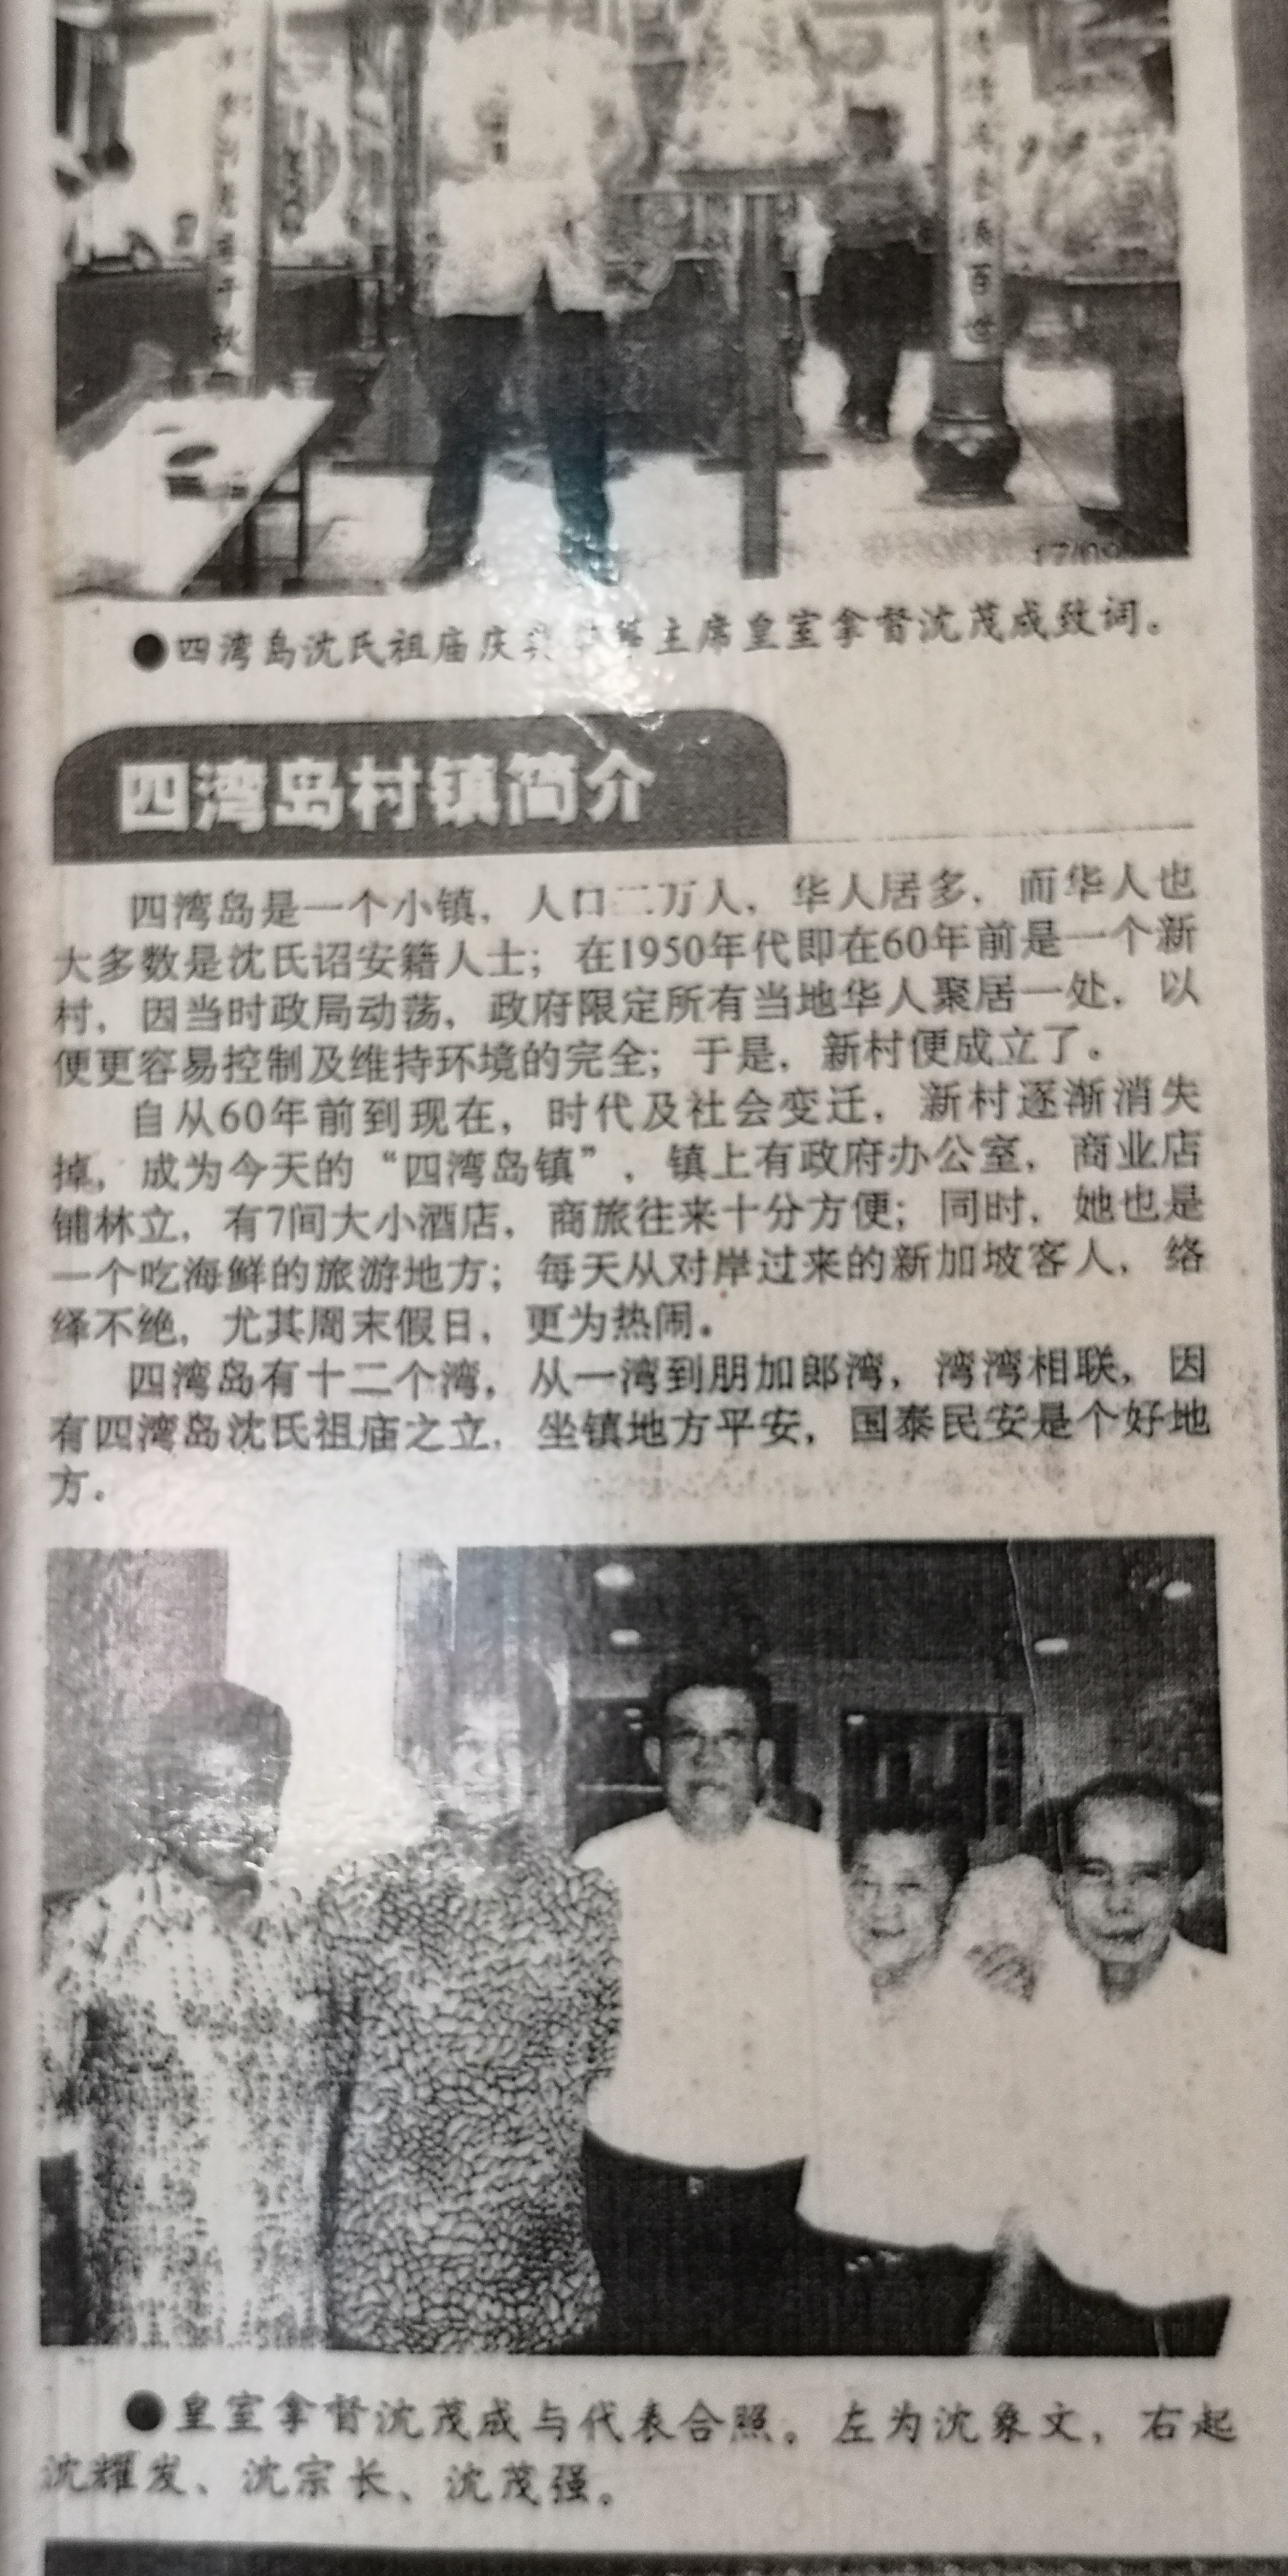 千秋
百世
17/09
●四湾岛沈氏祖庙庆 主席皇室拿督沈茂成致词。
四湾岛村镇简介
四湾岛是一个小镇，人口二万人，华人居多，而华人也
大多数是沈氏诏安籍人士；在1950年代即在60年前是一个新
村，因当时政局动荡，政府限定所有当地华人聚居一处，以
便更容易控制及维持环境的完全；于是，新村便成立了。
自从60年前到现在，时代及社会变迁，新村逐渐消失
掉，成为今天的“四湾岛镇”，镇上有政府办公室，商业店
铺林立，有7间大小酒店，商旅往来十分方便；同时，她也是
一个吃海鲜的旅游地方；每天从对岸过来的新加坡客人，络
绎不绝，尤其周末假日，更为热闹。
四湾岛有十二个湾，从一湾到朋加郎湾，湾湾相联，因
有四湾岛沈氏祖庙之立，坐镇地方平安，国泰民安是个好地
方。
●皇室拿督沈茂成与代表合照。左为沈象文，右起
沈耀发、沈宗长、沈茂强。